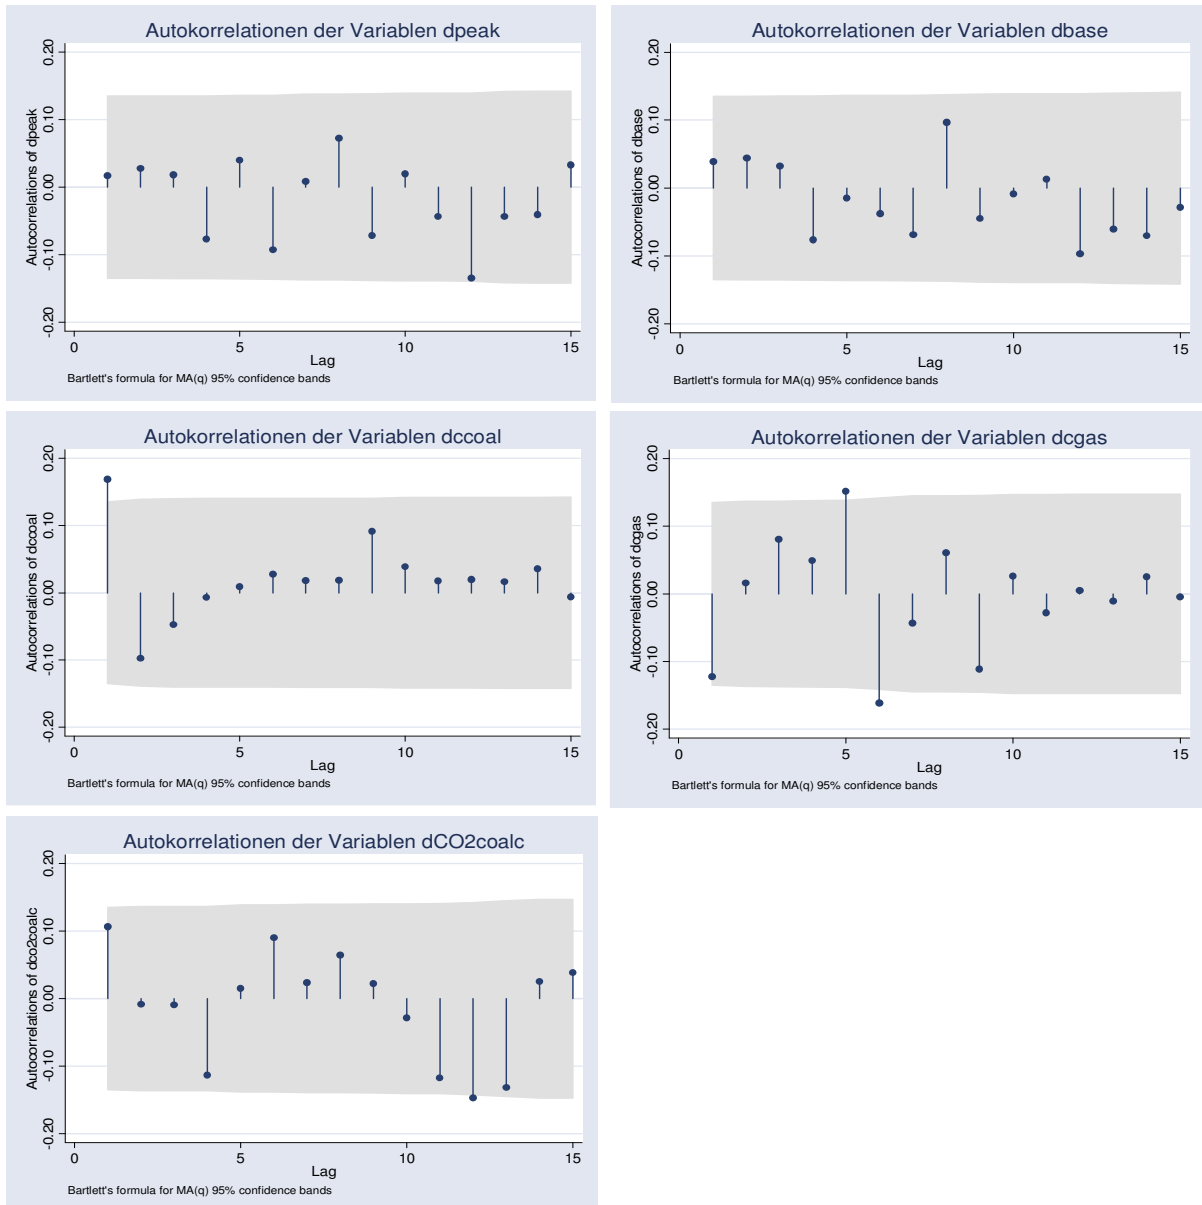 Autokorrelationen der Variablen dpeak
Autocorrelations of dpeak
0.20
0.10
0.00
-0.10
-0.20
0 5 10 15
Lag
Bartlett's formula for MA(q) 95% confidence bands
Autokorrelationen der Variablen dbase
Autocorrelations of dbase
0.20
0.10
0.00
-0.10
-0.20
0 5 10 15
Lag
Bartlett's formula for MA(q) 95% confidence bands
Autokorrelationen der Variablen dccoal
Autocorrelations of dccoal
0.20
0.10
0.00
-0.10
-0.20
0 5 10 15
Lag
Bartlett's formula for MA(q) 95% confidence bands
Autokorrelationen der Variablen dcgas
Autocorrelations of dcgas
0.20
0.10
0.00
-0.10
-0.20
0 5 10 15
Lag
Bartlett's formula for MA(q) 95% confidence bands
Autokorrelationen der Variablen dCO2coalc
Autocorrelations of dco2coalc
0.20
0.10
0.00
-0.10
-0.20
0 5 10 15
Lag
Bartlett's formula for MA(q) 95% confidence bands